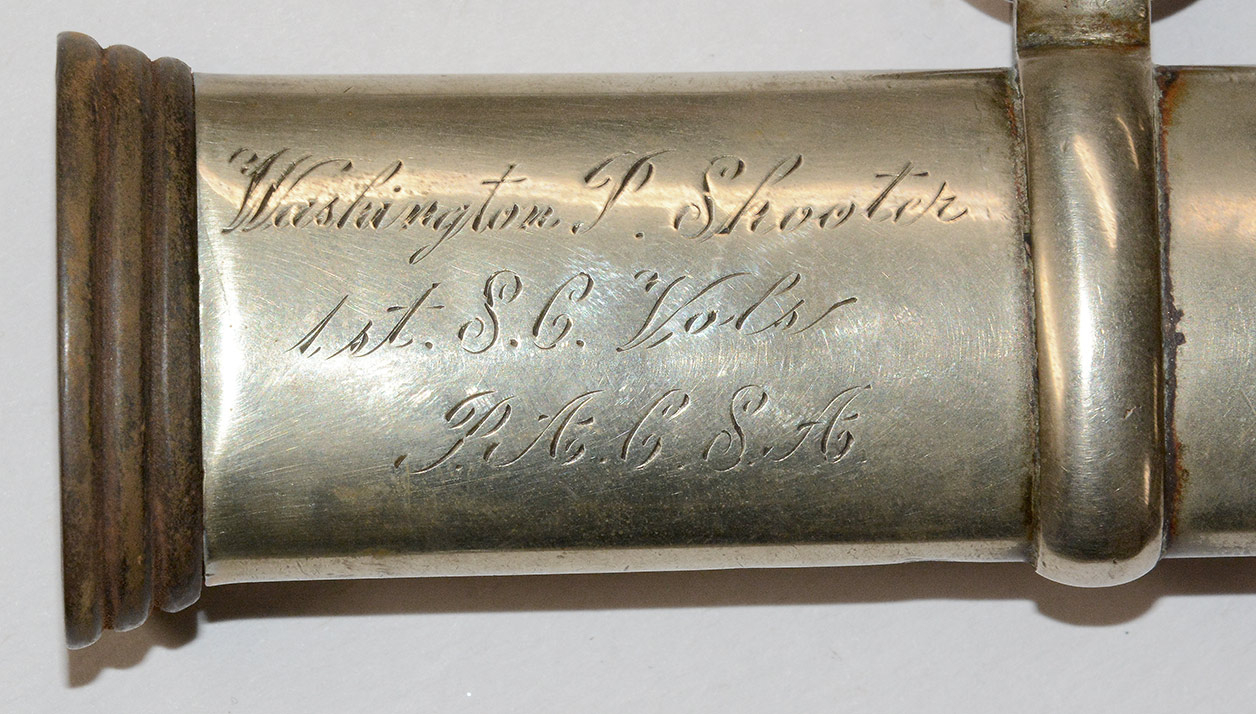 Washington P. Shooter
1st. S.C. Vols
P.A.C.S.A.